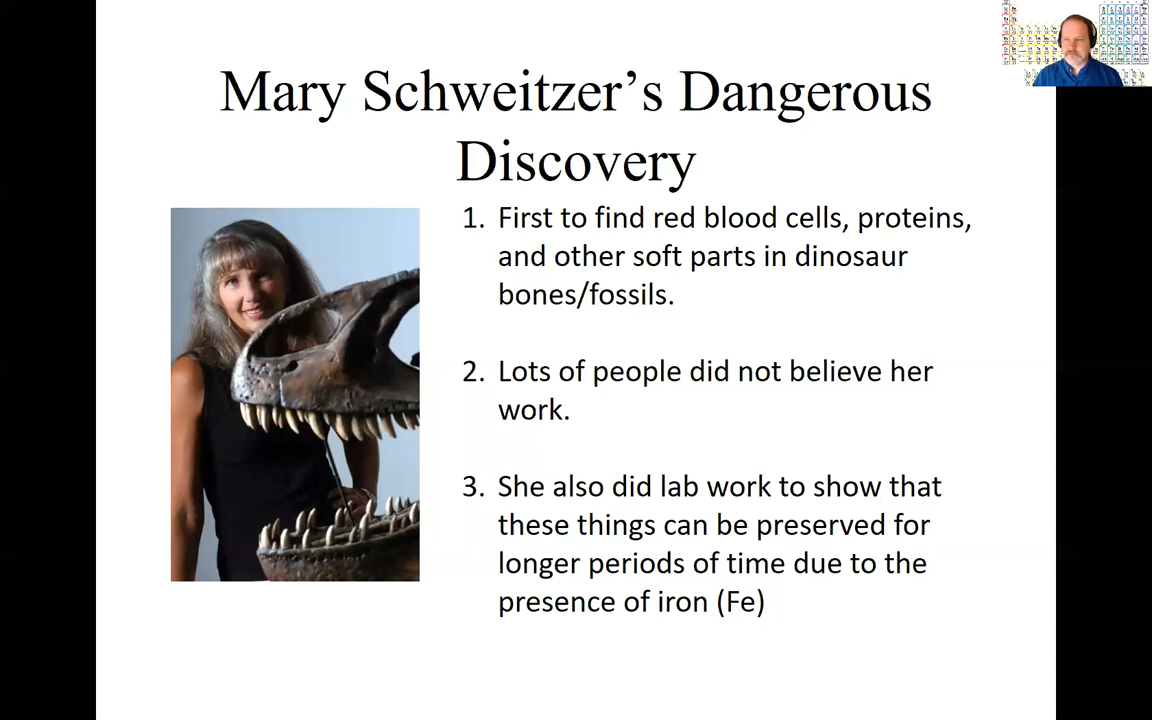 Mary Schweitzer’s Dangerous
Discovery
1. First to find red blood cells, proteins,
and other soft parts in dinosaur
bones/fossils.
2. Lots of people did not believe her
work.
3. She also did lab work to show that
these things can be preserved for
longer periods of time due to the
presence of iron (Fe)